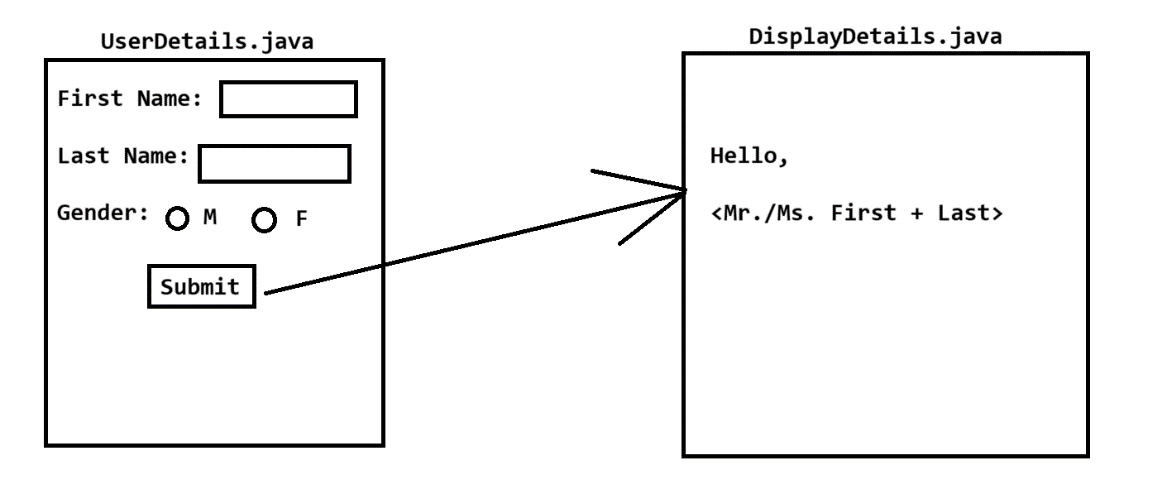 UserDetails.java
First Name:
Last Name:
Gender: M F
Submit
DisplayDetails.java
Hello,
<Mr./Ms. First + Last>